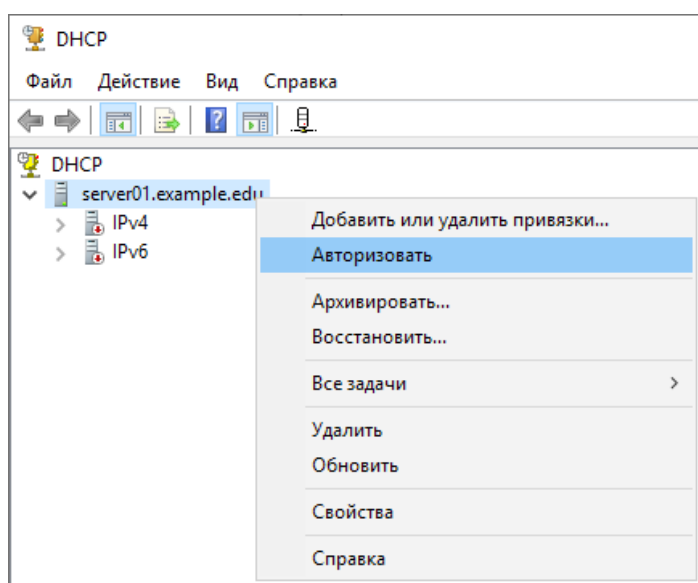 DHCP
Файл Действие Вид Справка
DHCP
server01.example.edu
IPv4
IPv6
Добавить или удалить привязки...
Авторизовать
Архивировать...
Восстановить...
Все задачи
Удалить
Обновить
Свойства
Справка